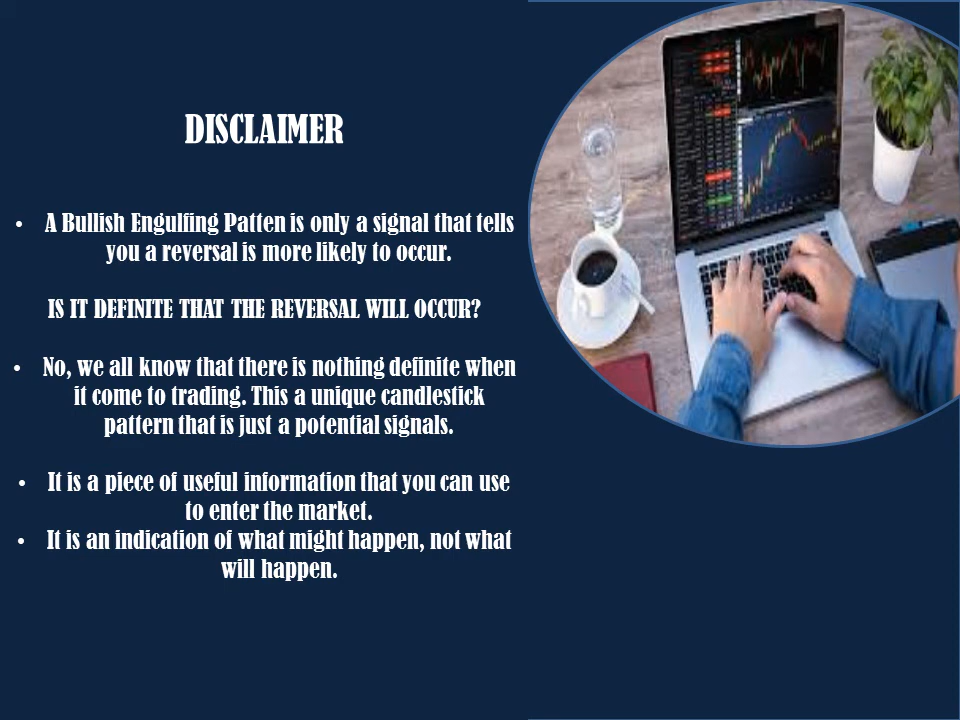 DISCLAIMER
• A Bullish Engulfing Patten is only a signal that tells
you a reversal is more likely to occur.
IS IT DEFINITE THAT THE REVERSAL WILL OCCUR?
• No, we all know that there is nothing definite when
it come to trading. This a unique candlestick
pattern that is just a potential signals.
• It is a piece of useful information that you can use
to enter the market.
• It is an indication of what might happen, not what
will happen.